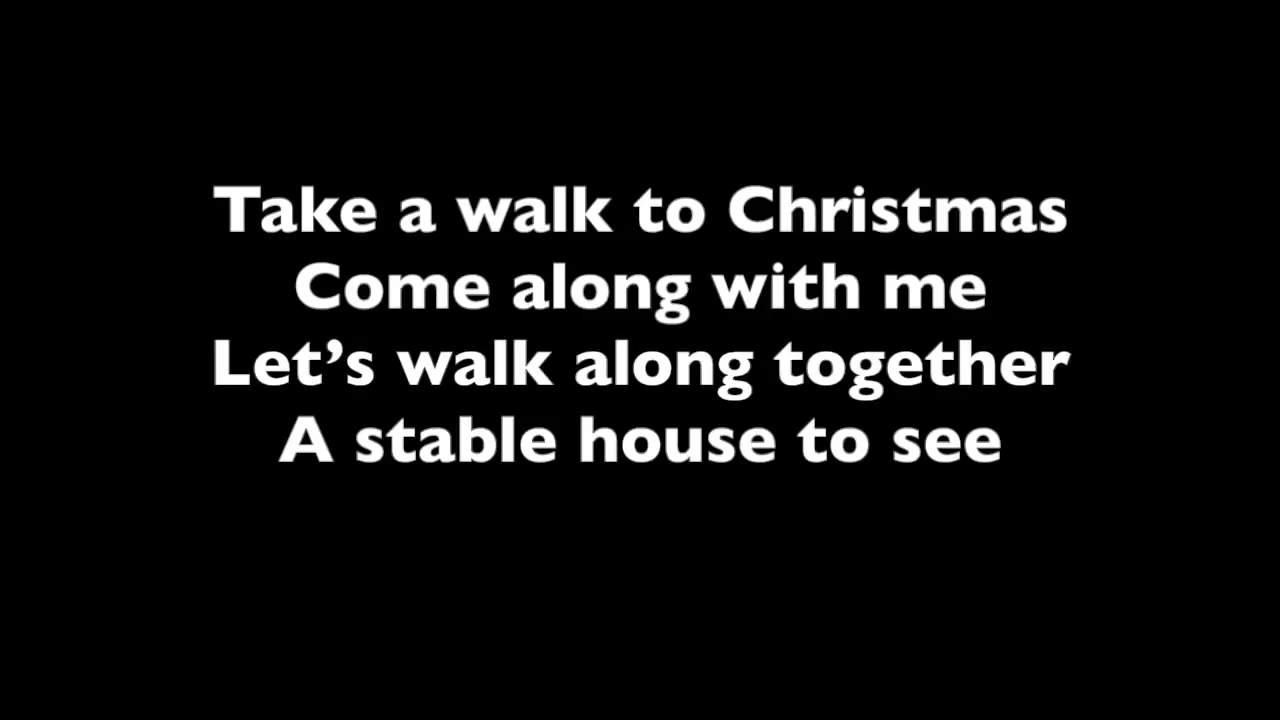 Take a walk to Christmas
Come along with me
Let’s walk along together
A stable house to see